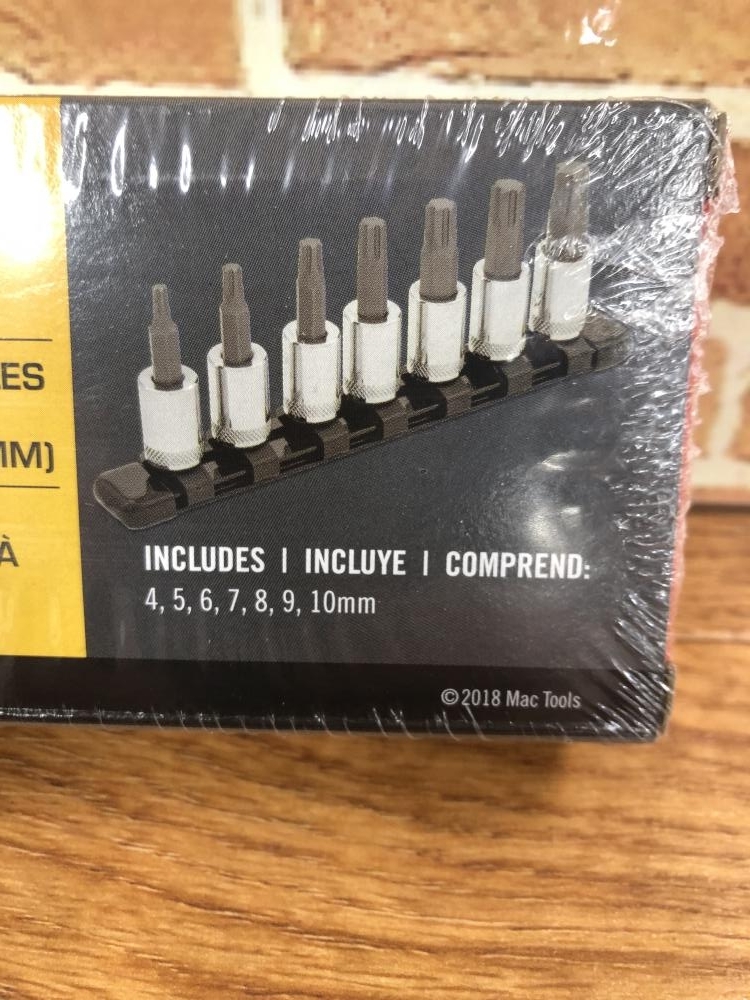 ES
MM)
À
INCLUDES | INCLUYE | COMPREND:
4, 5, 6, 7, 8, 9, 10mm
©2018 Mac Tools